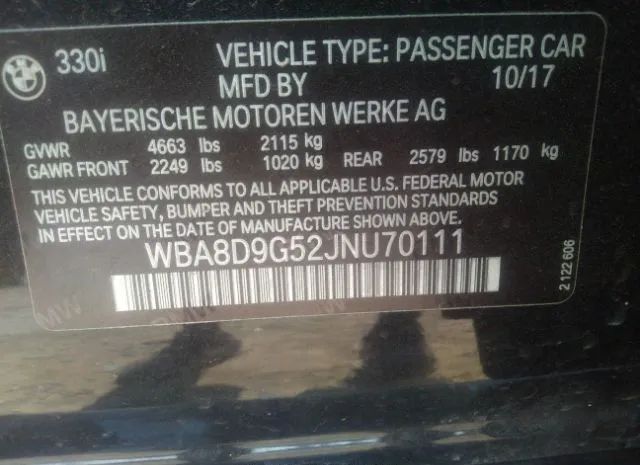 BMW 330i VEHICLE TYPE: PASSENGER CAR
MFD BY 10/17
BAYERISCHE MOTOREN WERKE AG
GVWR 4663 lbs 2115 kg
GAWR FRONT 2249 lbs 1020 kg REAR 2579 lbs 1170 kg
THIS VEHICLE CONFORMS TO ALL APPLICABLE U.S. FEDERAL MOTOR
VEHICLE SAFETY, BUMPER AND THEFT PREVENTION STANDARDS
IN EFFECT ON THE DATE OF MANUFACTURE SHOWN ABOVE.
WBA8D9G52JNU70111
2 122 606